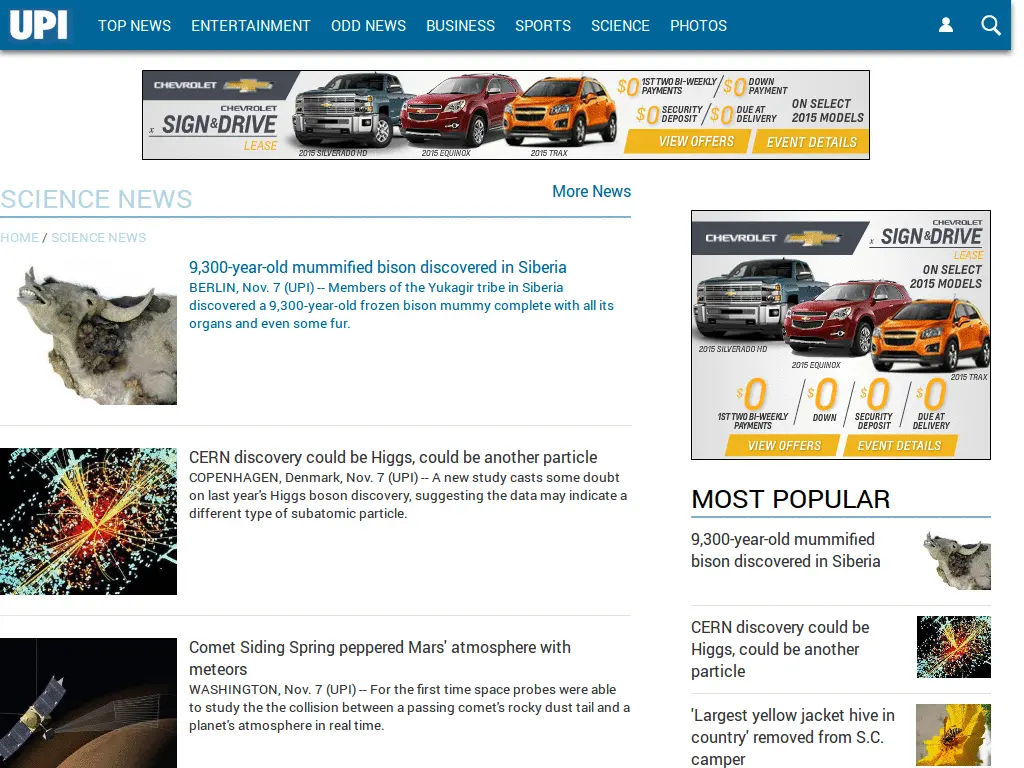 UPI
TOP NEWS ENTERTAINMENT ODD NEWS BUSINESS SPORTS SCIENCE PHOTOS
CHEVROLET
CHEVROLET
x SIGN&DRIVE
LEASE
2015 SILVERADO HD
2015 EQUINOX
2015 TRAX
$0 1ST TWO BI-WEEKLY PAYMENTS / $0 DOWN PAYMENT
$0 SECURITY DEPOSIT / $0 DUE AT DELIVERY
ON SELECT
2015 MODELS
VIEW OFFERS
EVENT DETAILS
SCIENCE NEWS
More News
HOME / SCIENCE NEWS
9,300-year-old mummified bison discovered in Siberia
BERLIN, Nov. 7 (UPI) -- Members of the Yukagir tribe in Siberia
discovered a 9,300-year-old frozen bison mummy complete with all its
organs and even some fur.
CERN discovery could be Higgs, could be another particle
COPENHAGEN, Denmark, Nov. 7 (UPI) -- A new study casts some doubt
on last year's Higgs boson discovery, suggesting the data may indicate a
different type of subatomic particle.
Comet Siding Spring peppered Mars' atmosphere with
meteors
WASHINGTON, Nov. 7 (UPI) -- For the first time space probes were able
to study the the collision between a passing comet's rocky dust tail and a
planet's atmosphere in real time.
CHEVROLET
CHEVROLET
x SIGN&DRIVE
LEASE
ON SELECT
2015 MODELS
2015 SILVERADO HD
2015 EQUINOX
2015 TRAX
$0 / $0 / $0 / $0
1ST TWO BI-WEEKLY
PAYMENTS
DOWN
SECURITY
DEPOSIT
DUE AT
DELIVERY
VIEW OFFERS
EVENT DETAILS
MOST POPULAR
9,300-year-old mummified
bison discovered in Siberia
CERN discovery could be
Higgs, could be another
particle
'Largest yellow jacket hive in
country' removed from S.C.
camper